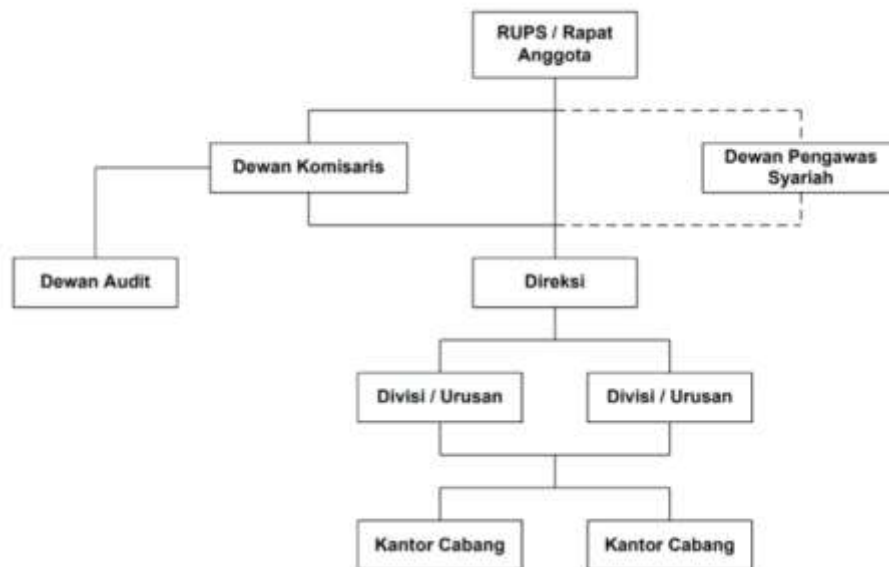 RUPS / Rapat
Anggota
Dewan Komisaris
Dewan Pengawas
Syariah
Dewan Audit
Direksi
Divisi / Urusan
Divisi / Urusan
Kantor Cabang
Kantor Cabang